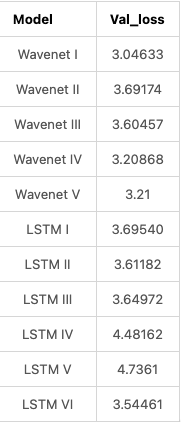 Model Val_loss
Wavenet I 3.04633
Wavenet II 3.69174
Wavenet III 3.60457
Wavenet IV 3.20868
Wavenet V 3.21
LSTM I 3.69540
LSTM II 3.61182
LSTM III 3.64972
LSTM IV 4.48162
LSTM V 4.7361
LSTM VI 3.54461